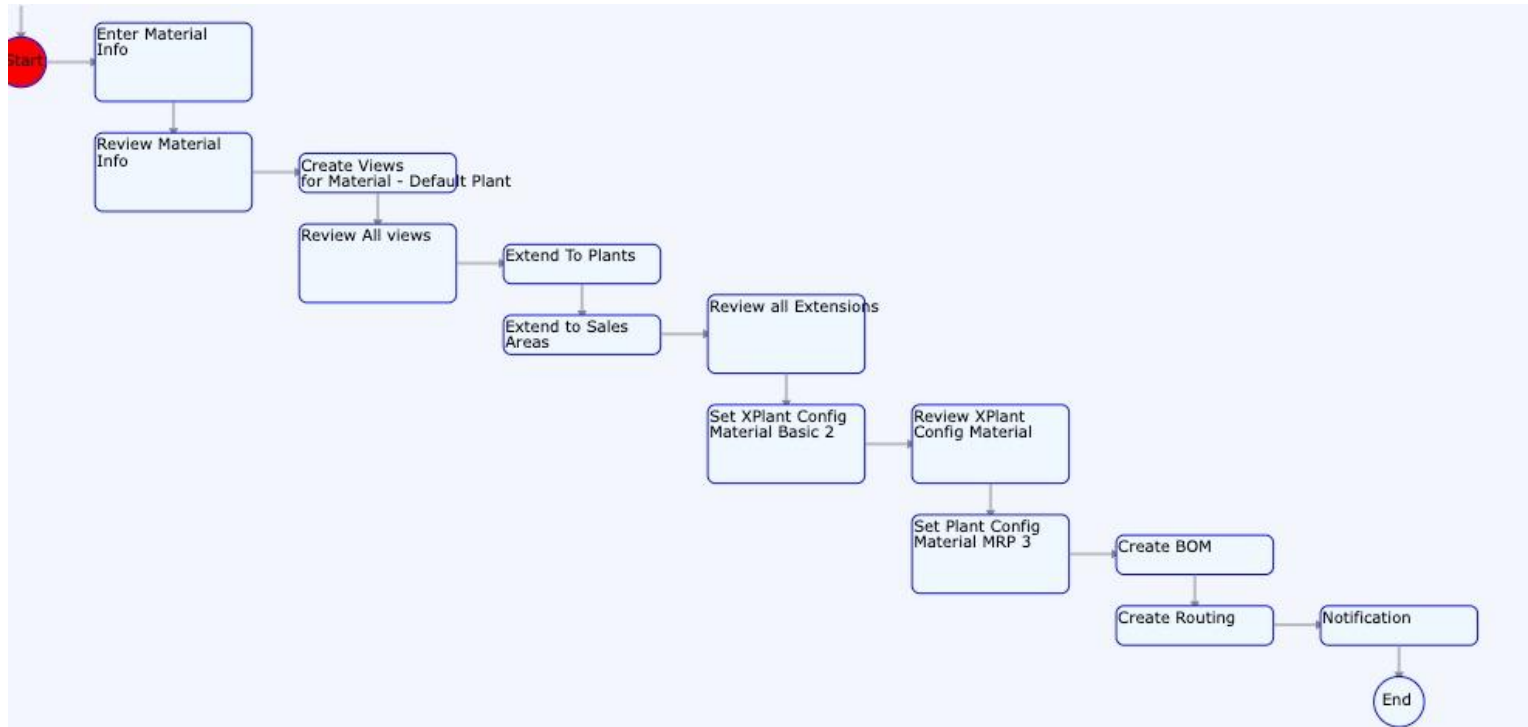 Start
Enter Material
Info
Review Material
Info
Create Views
for Material - Default Plant
Review All views
Extend To Plants
Extend to Sales
Areas
Review all Extensions
Set XPlant Config
Material Basic 2
Review XPlant
Config Material
Set Plant Config
Material MRP 3
Create BOM
Create Routing
Notification
End